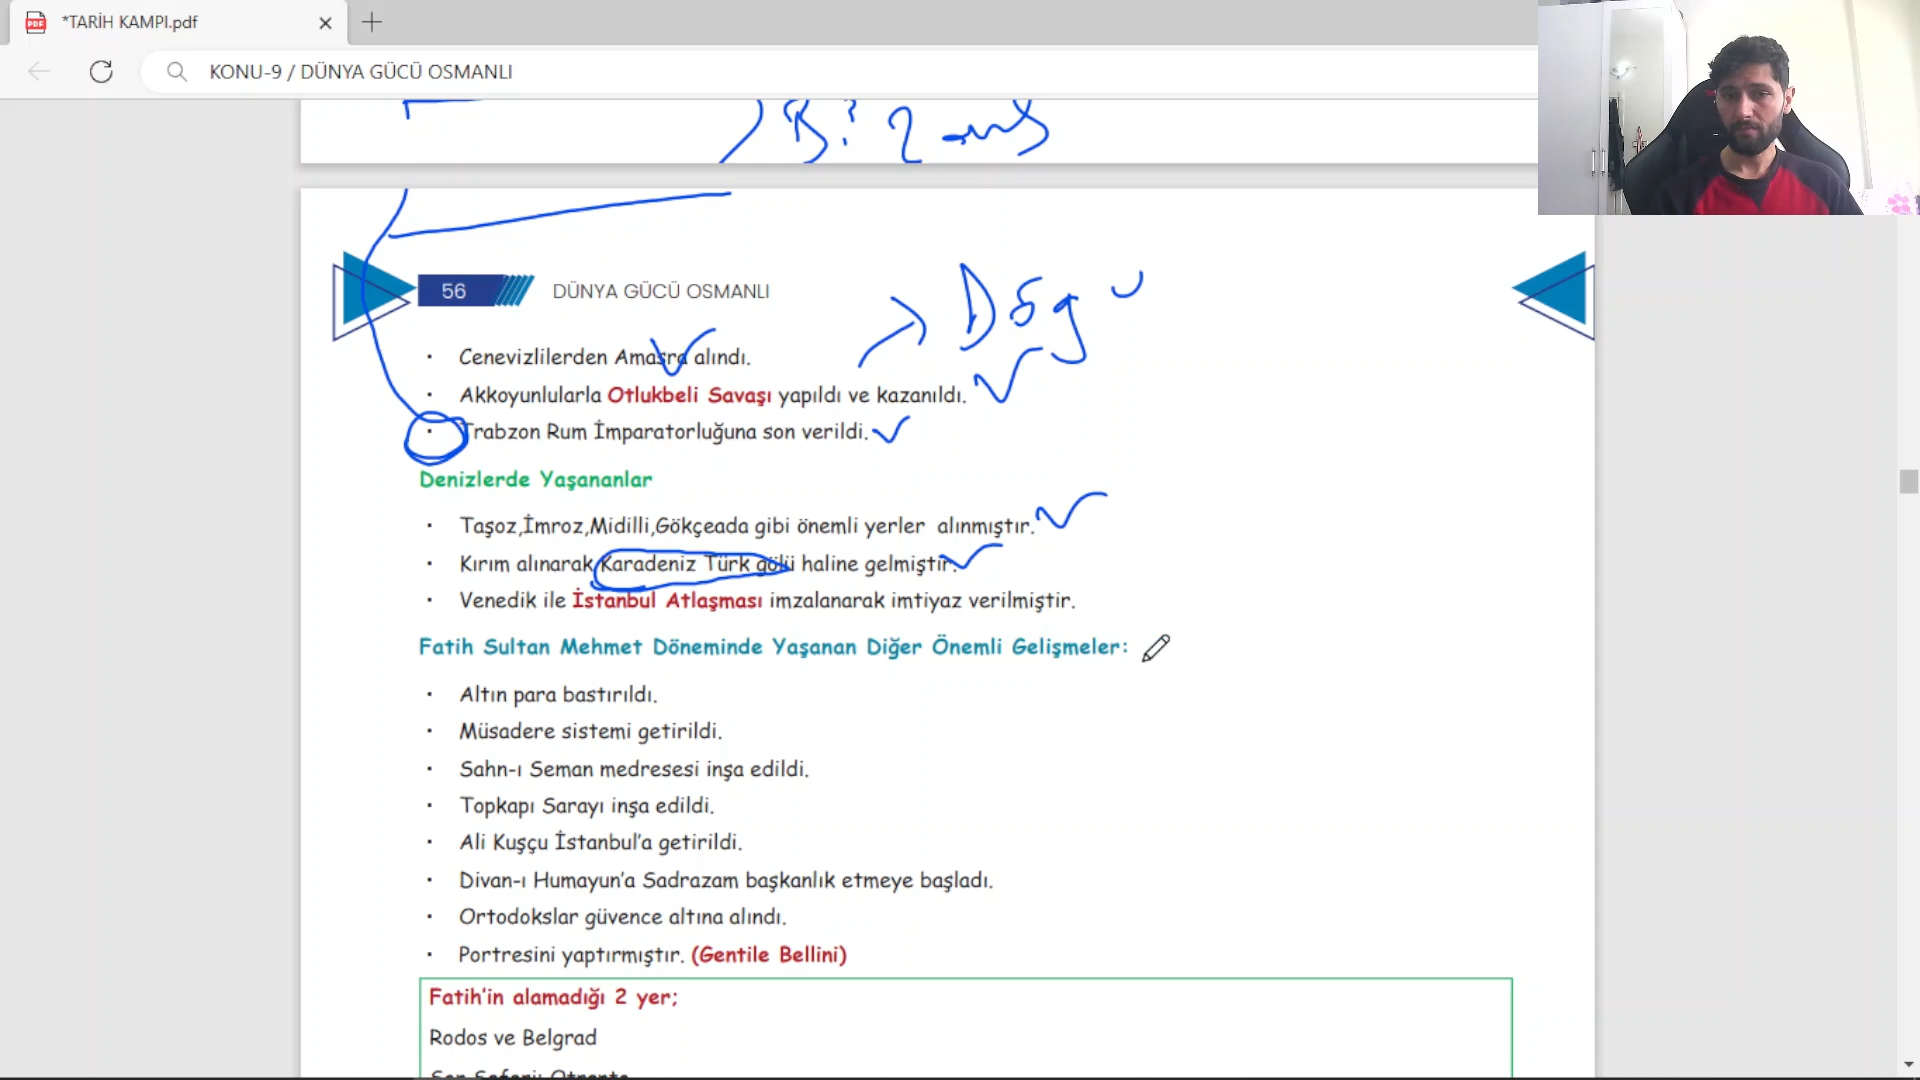 *TARİH KAMPI.pdf
KONU-9 / DÜNYA GÜCÜ OSMANLI
56 DÜNYA GÜCÜ OSMANLI
Doğu
• Cenevizlilerden Amasra alındı.
• Akkoyunlularla Otlukbeli Savaşı yapıldı ve kazanıldı.
• Trabzon Rum İmparatorluğuna son verildi.
Denizlerde Yaşananlar
• Taşoz,İmroz,Midilli,Gökçeada gibi önemli yerler alınmıştır.
• Kırım alınarak Karadeniz Türk gölü haline gelmiştir.
• Venedik ile İstanbul Atlaşması imzalanarak imtiyaz verilmiştir.
Fatih Sultan Mehmet Döneminde Yaşanan Diğer Önemli Gelişmeler:
• Altın para bastırıldı.
• Müsadere sistemi getirildi.
• Sahn-ı Seman medresesi inşa edildi.
• Topkapı Sarayı inşa edildi.
• Ali Kuşçu İstanbul'a getirildi.
• Divan-ı Humayun'a Sadrazam başkanlık etmeye başladı.
• Ortodokslar güvence altına alındı.
• Portresini yaptırmıştır. (Gentile Bellini)
Fatih'in alamadığı 2 yer;
Rodos ve Belgrad
Son Seferi: Otranto